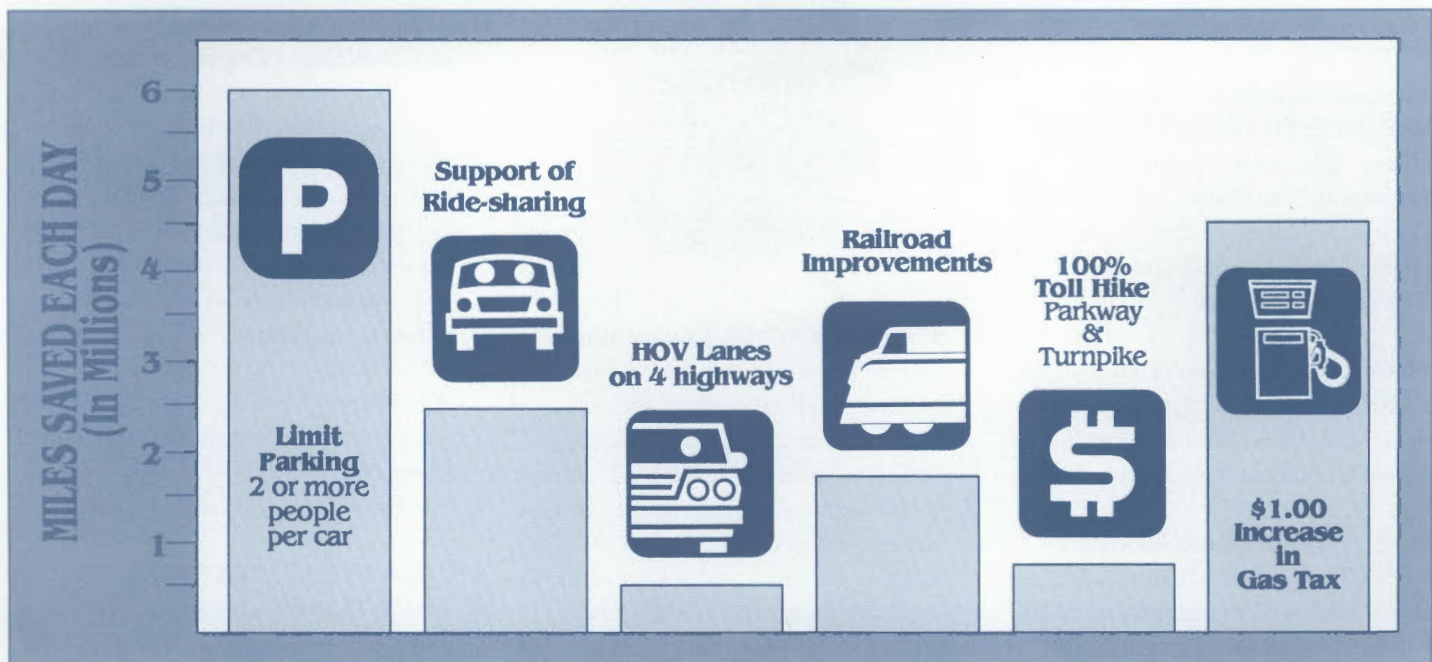 MILES SAVED EACH DAY
(In Millions)
6
5
4
3
2
1
P
Limit
Parking
2 or more
people
per car
Support of
Ride-sharing
HOV Lanes
on 4 highways
Railroad
Improvements
100%
Toll Hike
Parkway
&
Turnpike
$
$1.00
Increase
in
Gas Tax